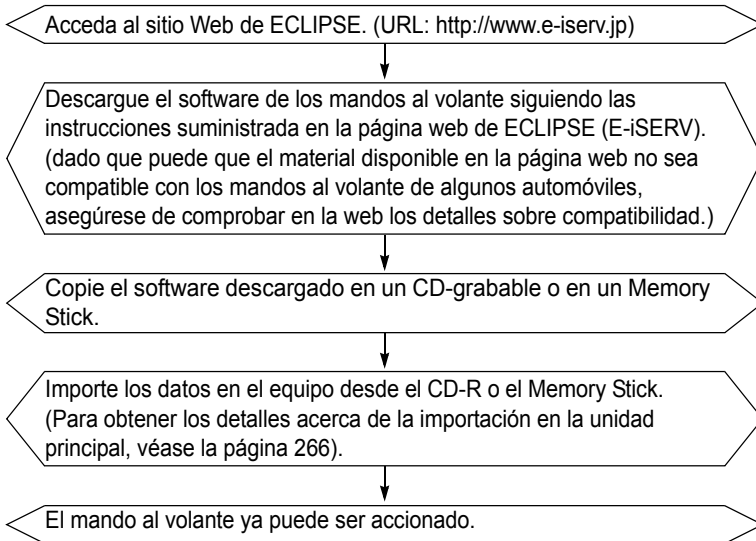 Acceda al sitio Web de ECLIPSE. (URL: http://www.e-iserv.jp)
Descargue el software de los mandos al volante siguiendo las
instrucciones suministrada en la página web de ECLIPSE (E-iSERV).
(dado que puede que el material disponible en la página web no sea
compatible con los mandos al volante de algunos automóviles,
asegúrese de comprobar en la web los detalles sobre compatibilidad.)
Copie el software descargado en un CD-grabable o en un Memory
Stick.
Importe los datos en el equipo desde el CD-R o el Memory Stick.
(Para obtener los detalles acerca de la importación en la unidad
principal, véase la página 266).
El mando al volante ya puede ser accionado.